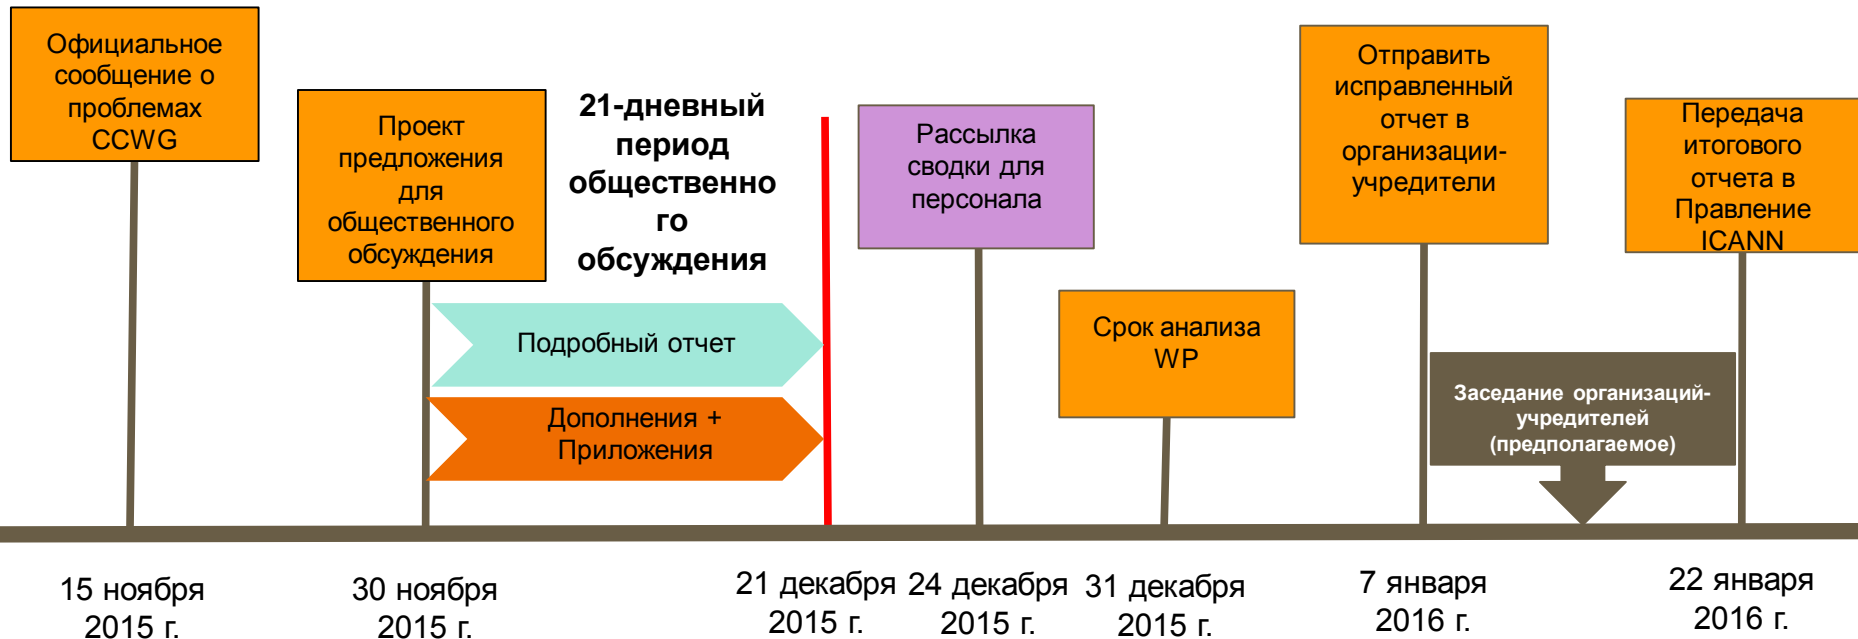 Официальное
сообщение о
проблемах
CCWG
Проект
предложения
для
общественного
обсуждения
21-дневный
период
общественно
го
обсуждения
Подробный отчет
Дополнения +
Приложения
Рассылка
сводки для
персонала
Срок анализа
WP
Отправить
исправленный
отчет в
организации-
учредители
Заседание организаций-
учредителей
(предполагаемое)
Передача
итогового
отчета в
Правление
ICANN
15 ноября
2015 г.
30 ноября
2015 г.
21 декабря
2015 г.
24 декабря
2015 г.
31 декабря
2015 г.
7 января
2016 г.
22 января
2016 г.